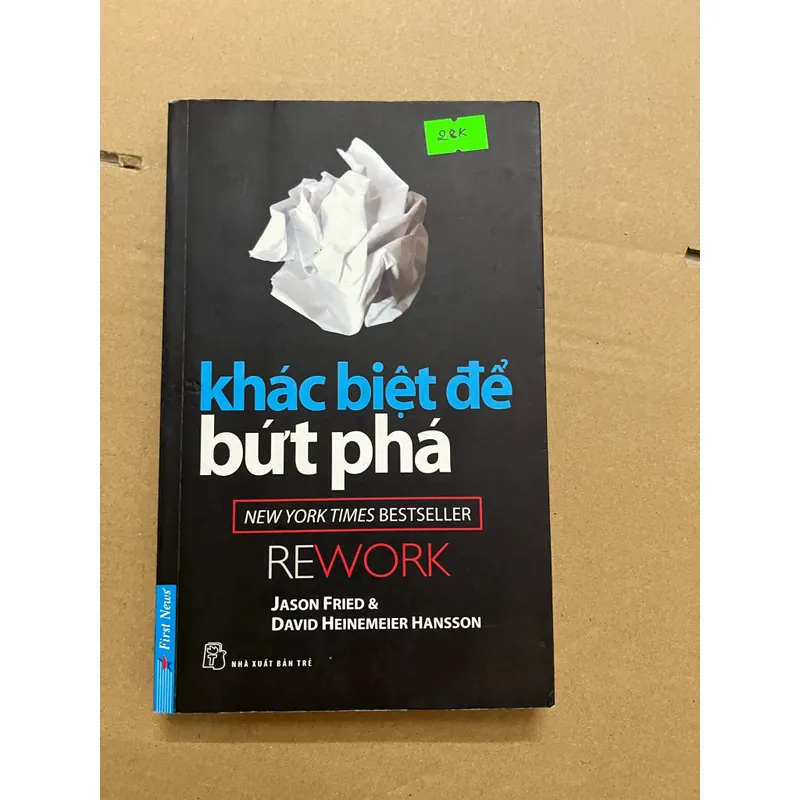 28K
khác biệt để
bứt phá
NEW YORK TIMES BESTSELLER
REWORK
JASON FRIED &
DAVID HEINEMEIER HANSSON
First News
NHÀ XUẤT BẢN TRẺ